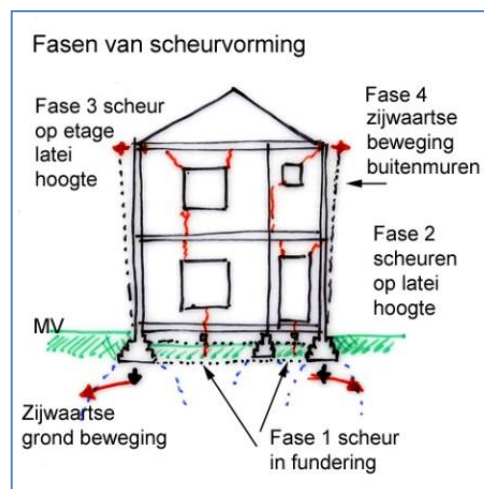 Fasen van scheurvorming
Fase 3 scheur
op etage
latei
hoogte
Fase 4
zijwaartse
beweging
buitenmuren
Fase 2
scheuren
op latei
hoogte
MV
Zijwaartse
grond beweging
Fase 1 scheur
in fundering